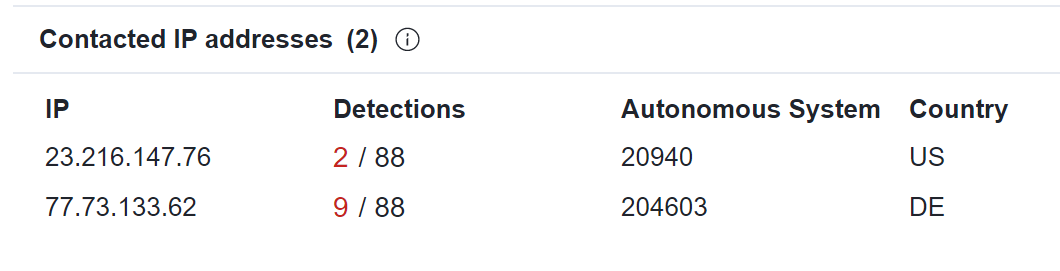 Contacted IP addresses (2)
IP Detections Autonomous System Country
23.216.147.76 2 / 88 20940 US
77.73.133.62 9 / 88 204603 DE